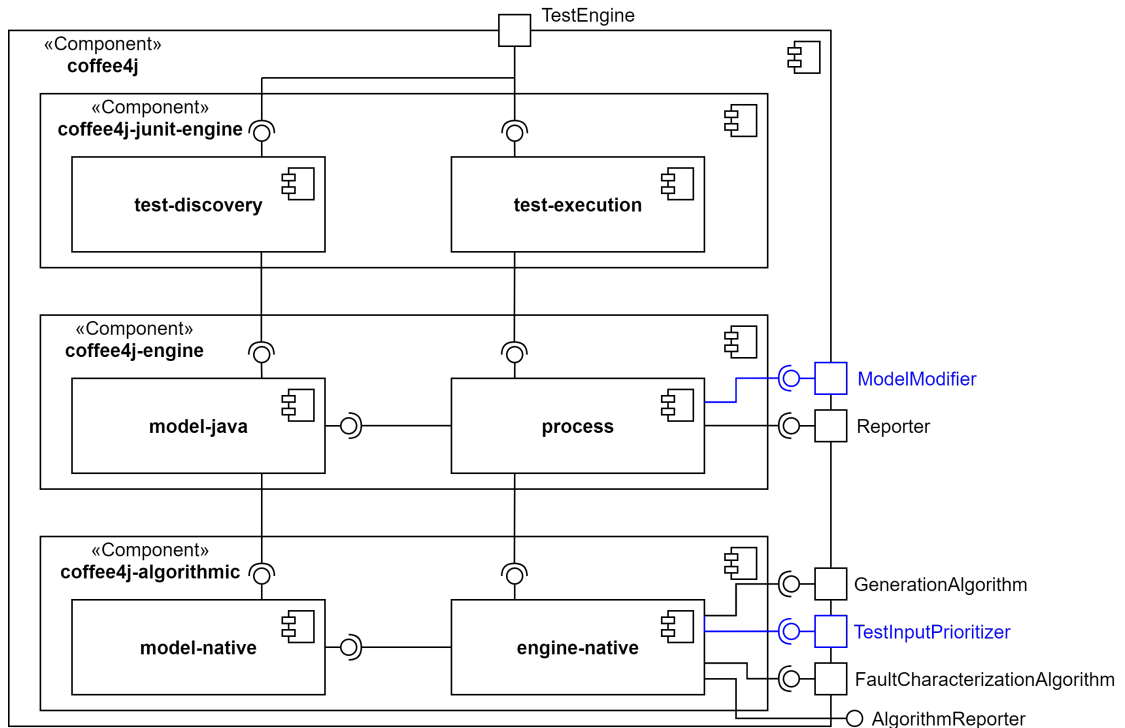 TestEngine
«Component»
coffee4j
«Component»
coffee4j-junit-engine
test-discovery
test-execution
«Component»
coffee4j-engine
model-java
process
ModelModifier
Reporter
«Component»
coffee4j-algorithmic
model-native
engine-native
GenerationAlgorithm
TestInputPrioritizer
FaultCharacterizationAlgorithm
AlgorithmReporter